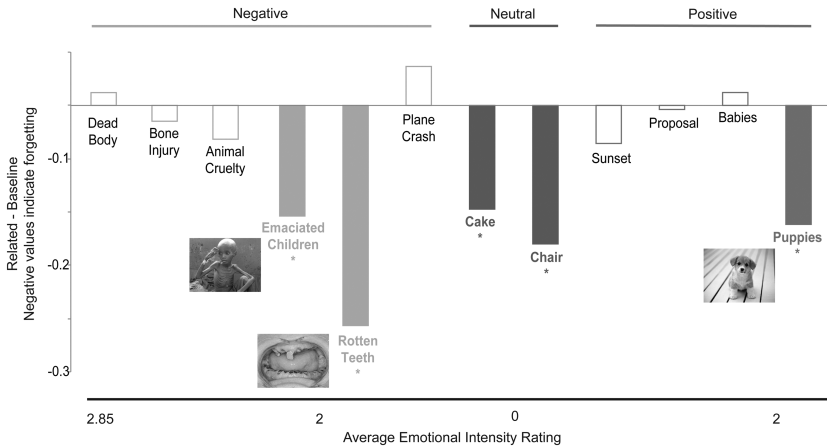 Negative
Neutral
Positive
Related - Baseline
Negative values indicate forgetting
-0.1
-0.2
-0.3
Dead
Body
Bone
Injury
Animal
Cruelty
Emaciated
Children
*
Rotten
Teeth
*
Plane
Crash
Cake
*
Chair
*
Sunset
Proposal
Babies
Puppies
*
2.85
2
0
2
Average Emotional Intensity Rating